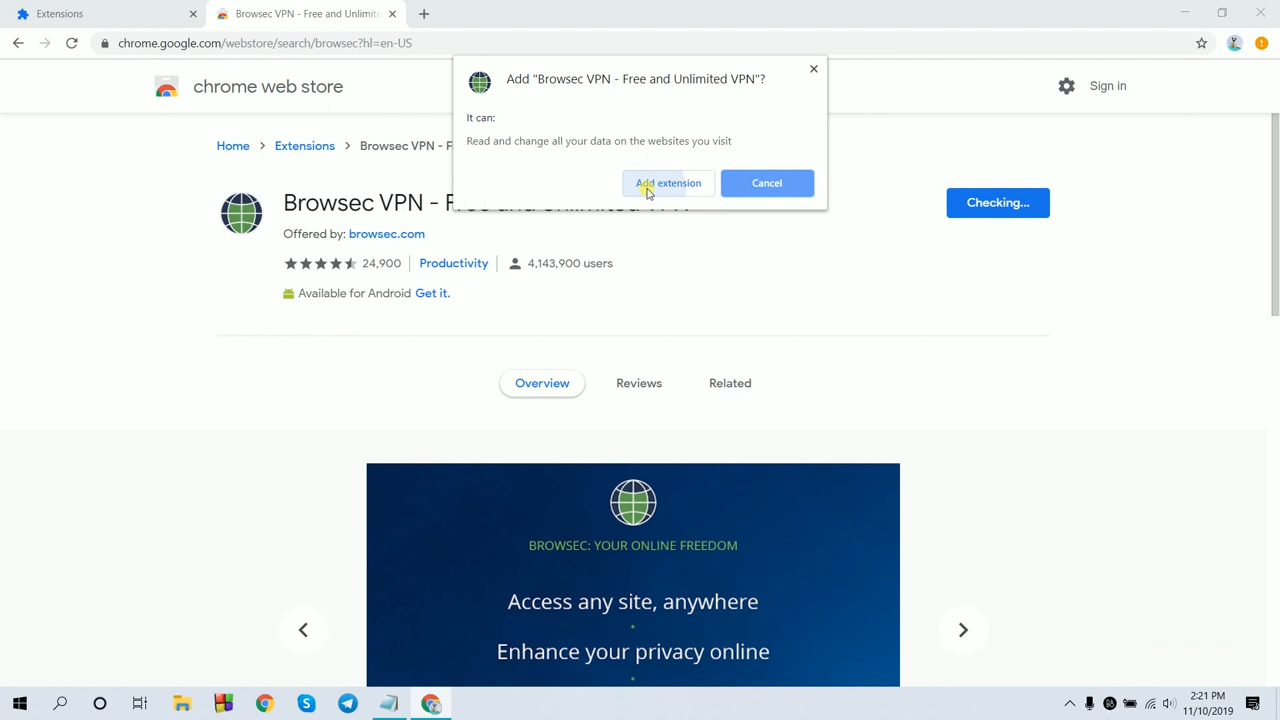 Extensions
Browsec VPN - Free and Unlimite
chrome.google.com/webstore/search/browsec?hl=en-US
Add "Browsec VPN - Free and Unlimited VPN"?
It can:
Read and change all your data on the websites you visit
Add extension
Cancel
chrome web store
Sign in
Home
Extensions
Browsec VPN - F
Browsec VPN - Free and Unlimited VPN
Checking...
Offered by: browsec.com
24,900
Productivity
4,143,900 users
Available for Android Get it.
Overview
Reviews
Related
BROWSEC: YOUR ONLINE FREEDOM
Access any site, anywhere
Enhance your privacy online
2:21 PM
11/10/2019